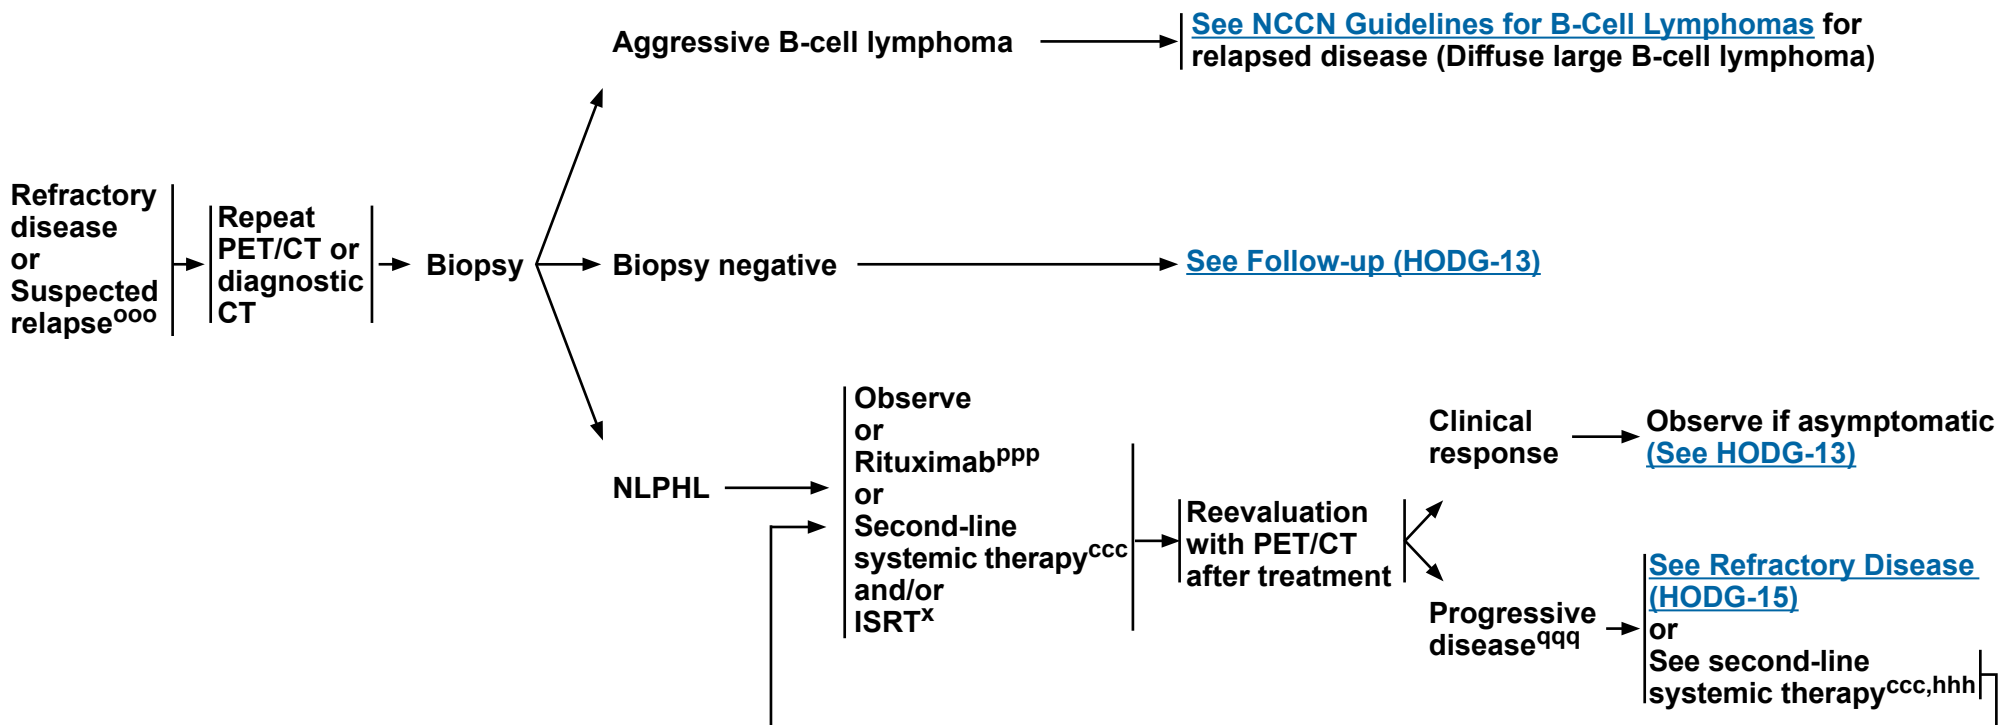 Aggressive B-cell lymphoma
See NCCN Guidelines for B-Cell Lymphomas for
relapsed disease (Diffuse large B-cell lymphoma)
Refractory
disease
or
Suspected
relapseooo
Repeat
PET/CT or
diagnostic
CT
Biopsy
Biopsy negative
See Follow-up (HODG-13)
NLPHL
Observe
or
Rituximabppp
or
Second-line
systemic therapyccc
and/or
ISRTx
Reevaluation
with PET/CT
after treatment
Clinical
response
Observe if asymptomatic
(See HODG-13)
Progressive
diseaseqqq
See Refractory Disease
(HODG-15)
or
See second-line
systemic therapyccc,hhh